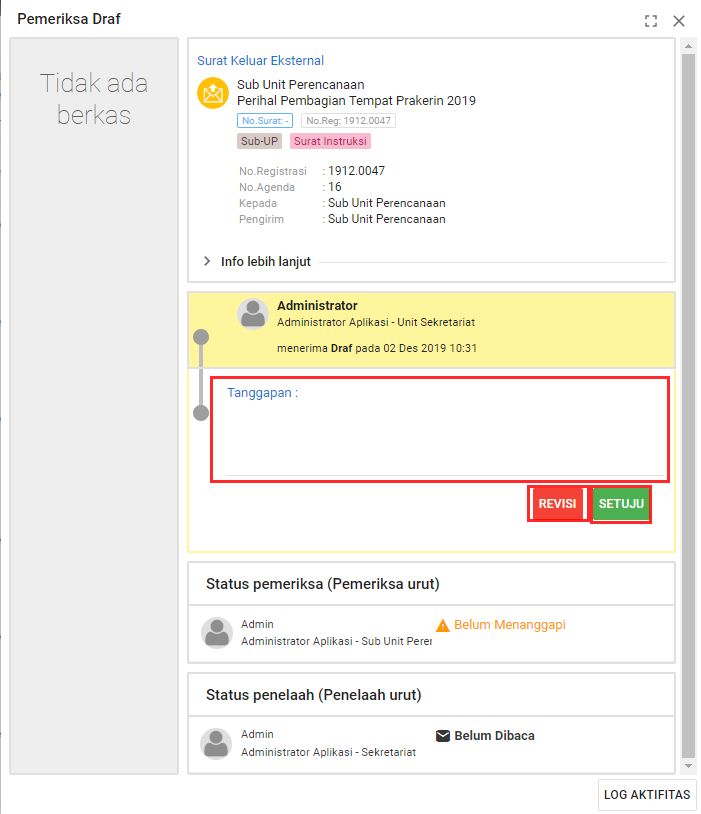 Pemeriksa Draf
Tidak ada
berkas
Surat Keluar Eksternal
Sub Unit Perencanaan
Perihal Pembagian Tempat Prakerin 2019
No.Surat: - No.Reg: 1912.0047
Sub-UP Surat Instruksi
No.Registrasi : 1912.0047
No.Agenda : 16
Kepada : Sub Unit Perencanaan
Pengirim : Sub Unit Perencanaan
Info lebih lanjut
Administrator
Administrator Aplikasi - Unit Sekretariat
menerima Draf pada 02 Des 2019 10:31
Tanggapan :
REVISI SETUJU
Status pemeriksa (Pemeriksa urut)
Admin
Belum Menanggapi
Administrator Aplikasi - Sub Unit Perer
Status penelaah (Penelaah urut)
Admin
Belum Dibaca
Administrator Aplikasi - Sekretariat
LOG AKTIFITAS